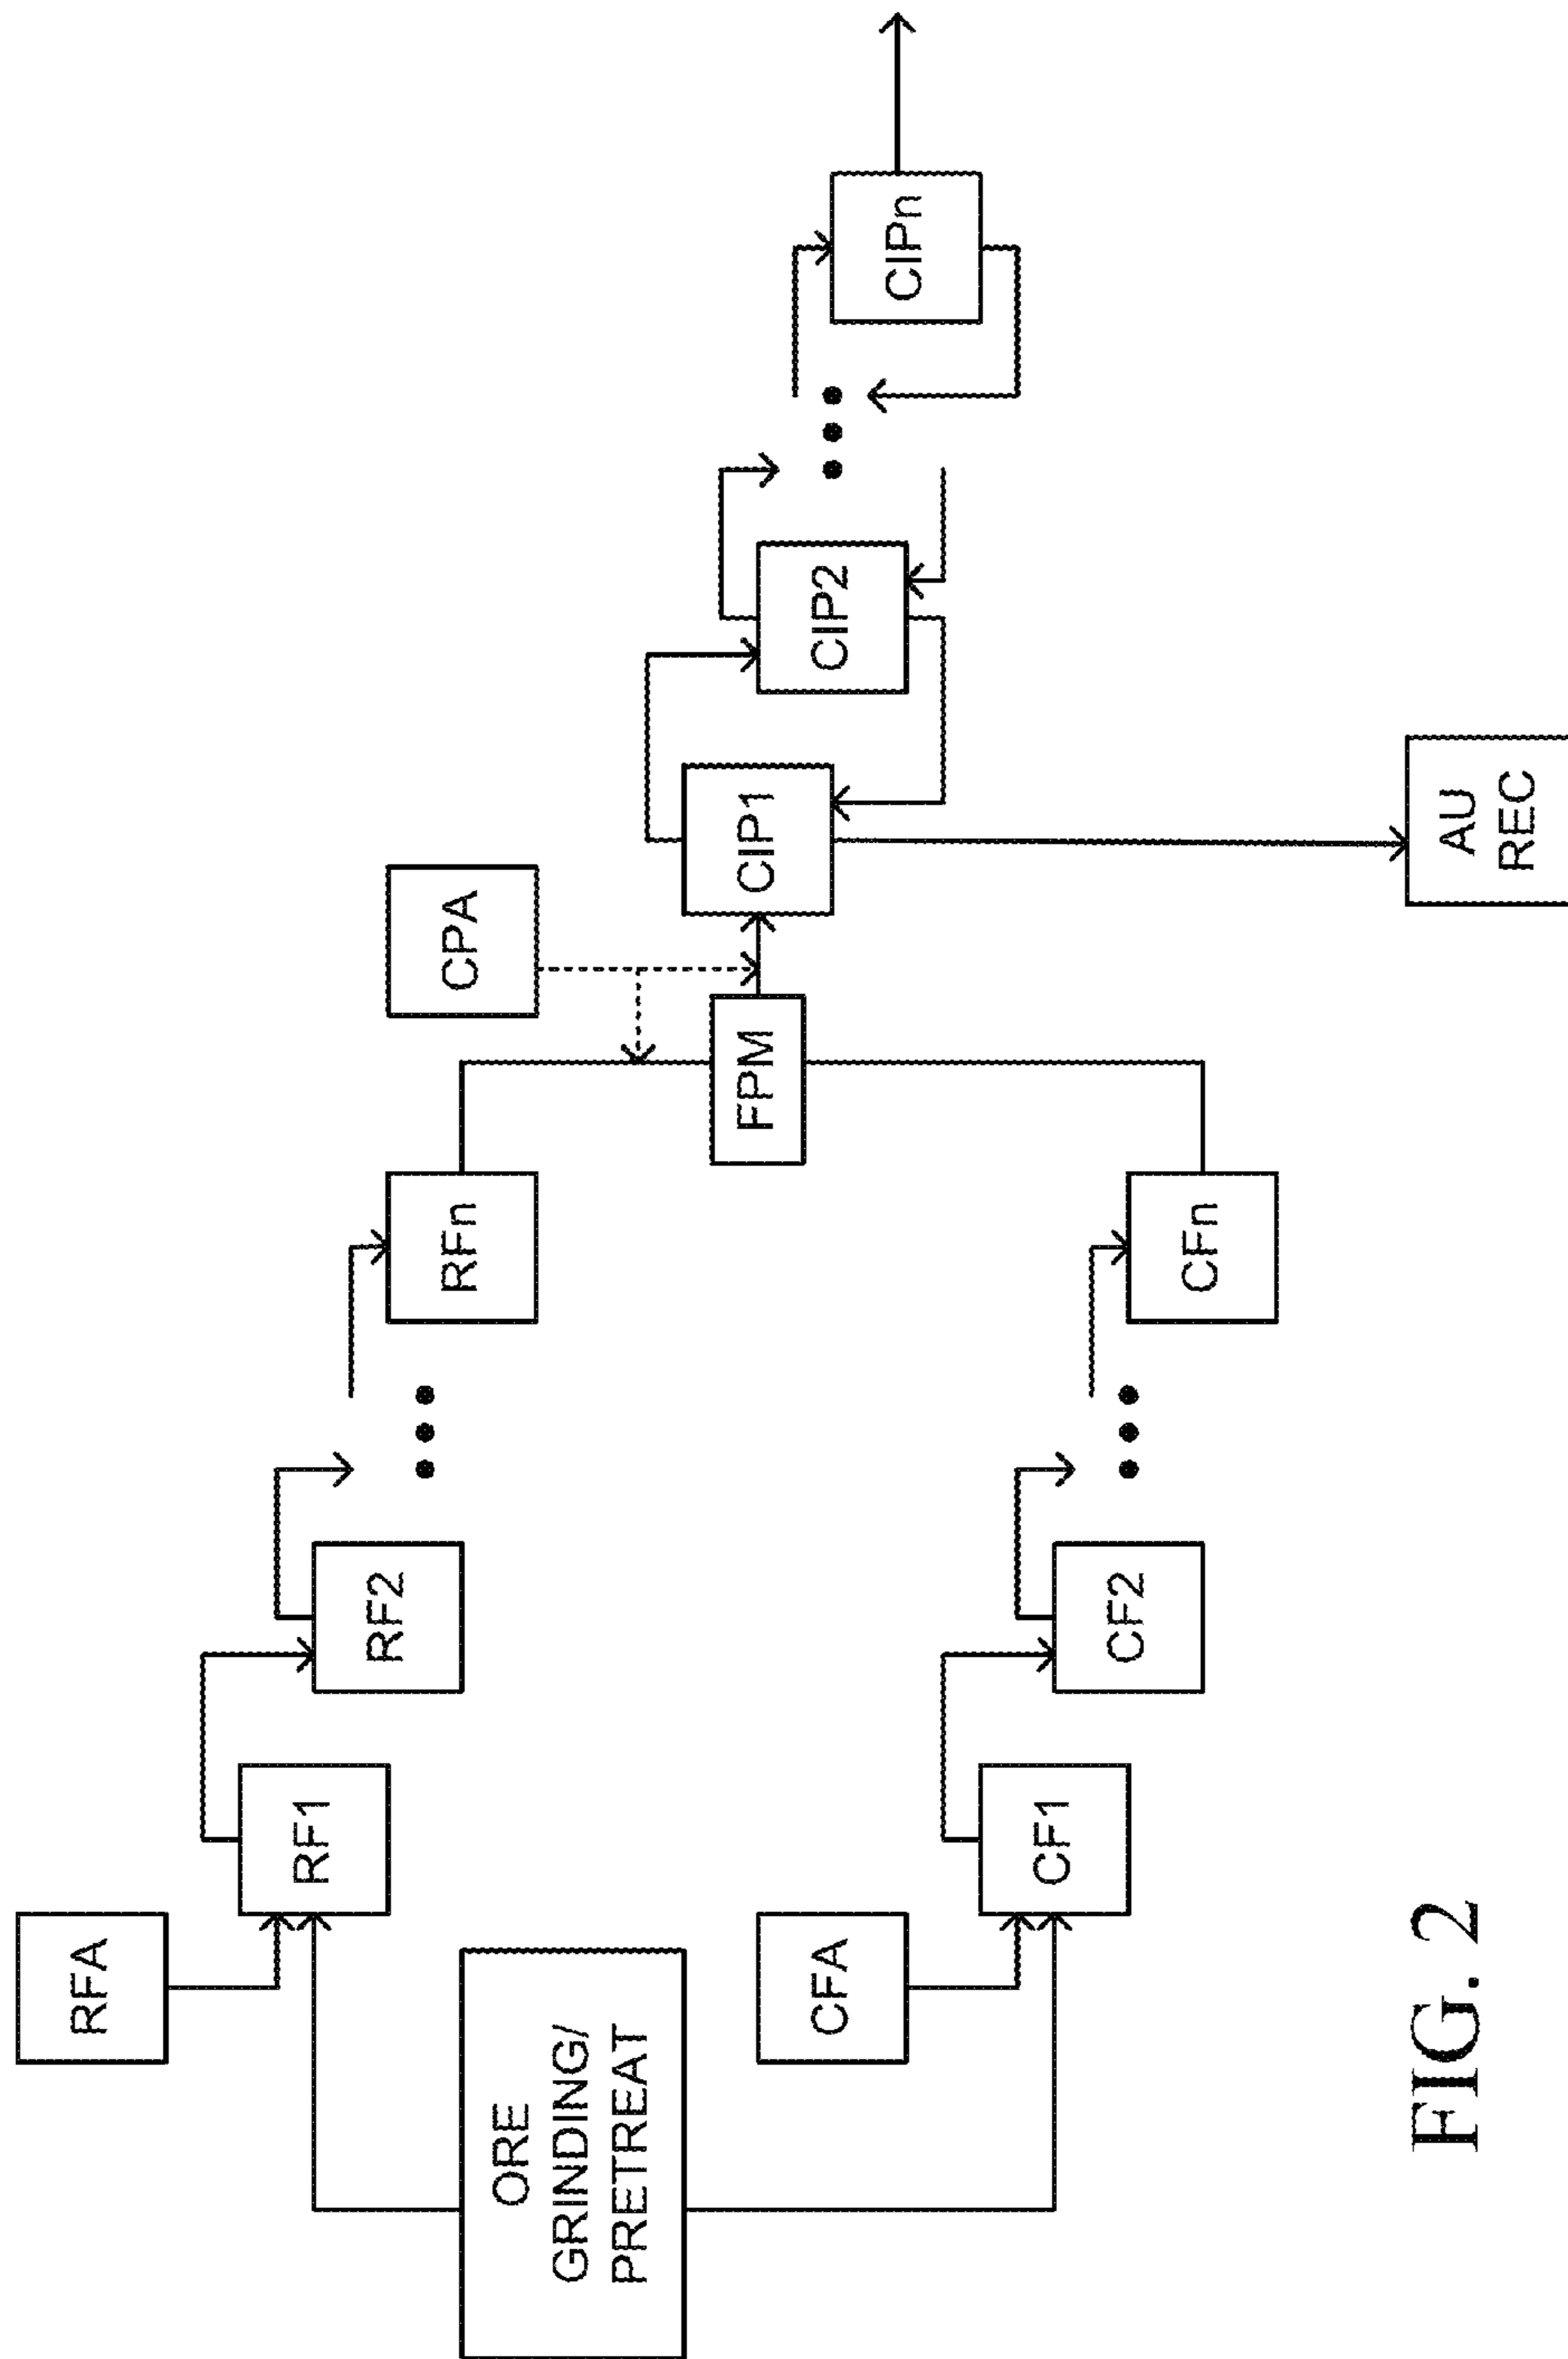 RFA
RF1
RF2
RFn
ORE
GRINDING/
PRETREAT
CPA
FPM
CIP1
CIP2
CIPn
CFA
CF1
CF2
CFn
AU
REC
FIG. 2